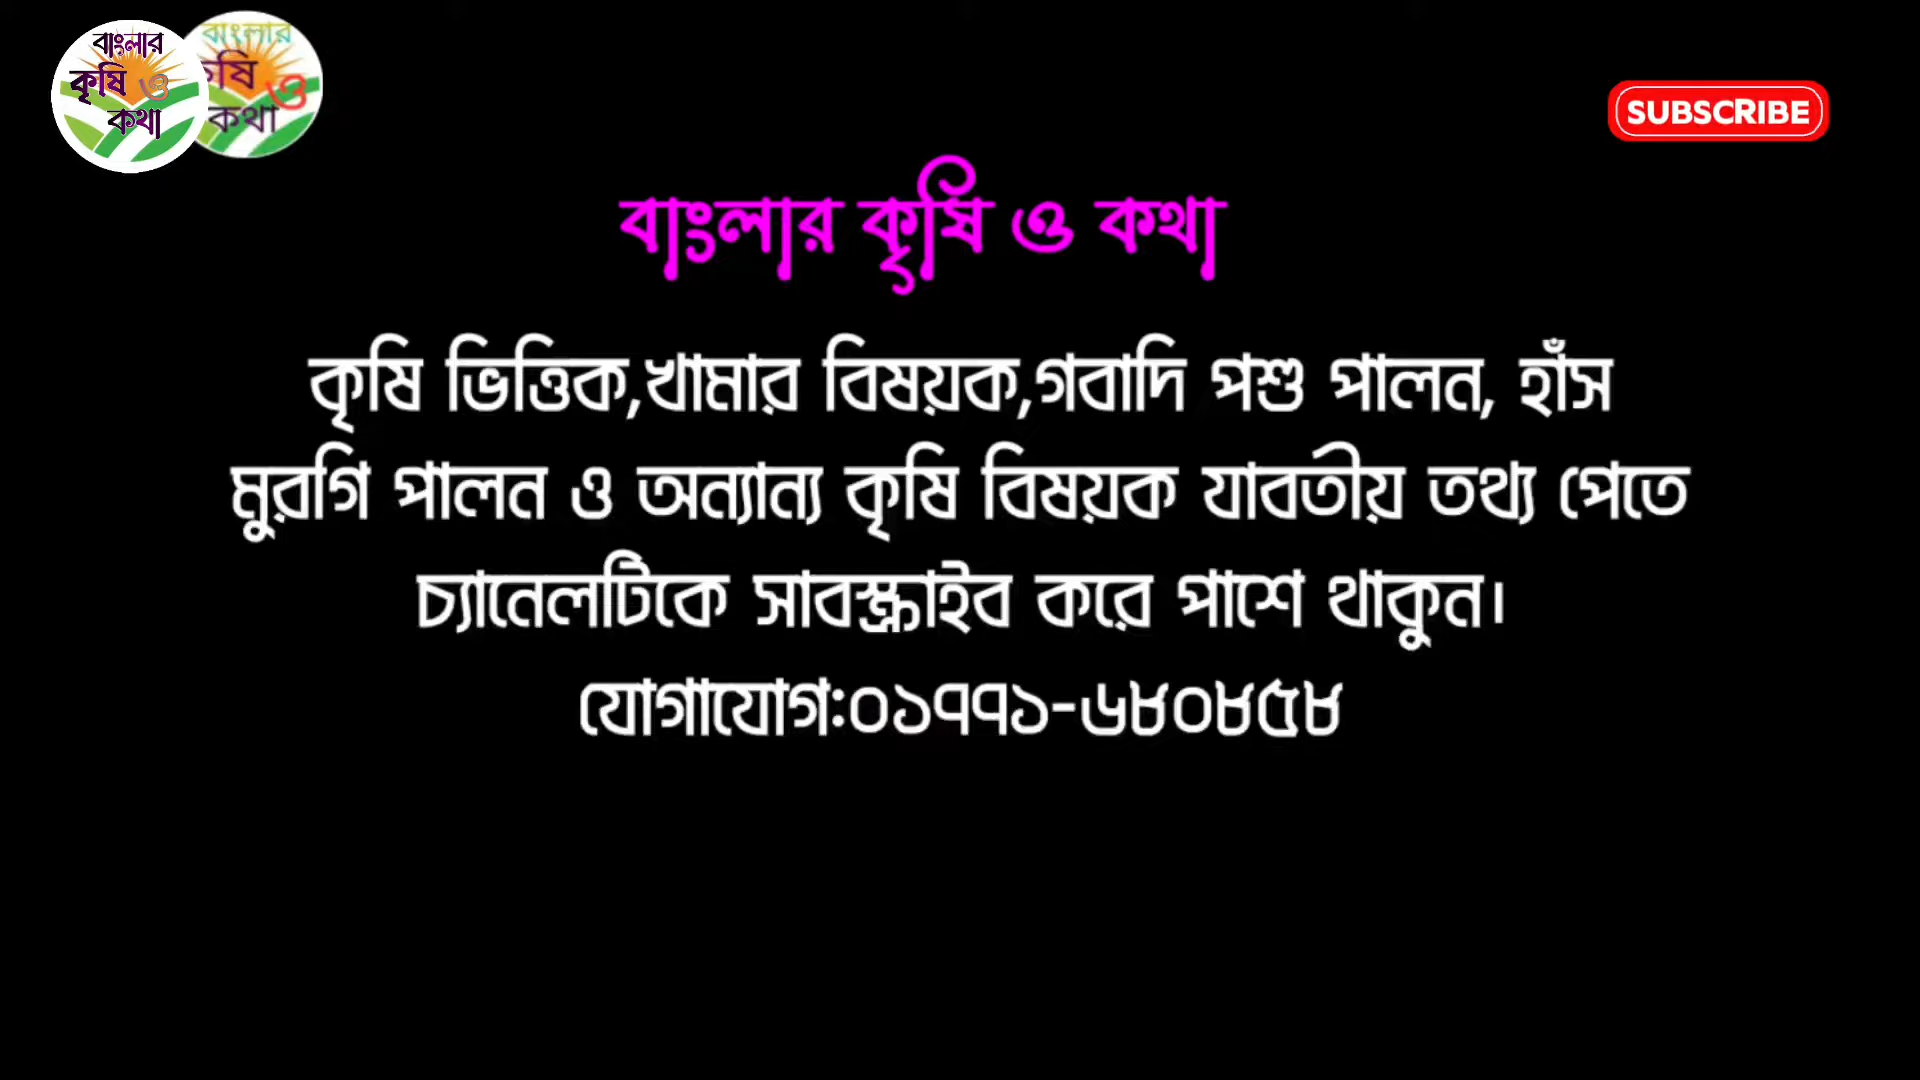 বাংলার
কৃষি ও
কথা
বাংলার
ষি ও
কথা
SUBSCRIBE
বাংলার কৃষি ও কথা
কৃষি ভিত্তিক,খামার বিষয়ক,গবাদি পশু পালন, হাঁস
মুরগি পালন ও অন্যান্য কৃষি বিষয়ক যাবতীয় তথ্য পেতে
চ্যানেলটিকে সাবস্ক্রাইব করে পাশে থাকুন।
যোগাযোগ:০১৭৭১-৬৮০৮৫৮